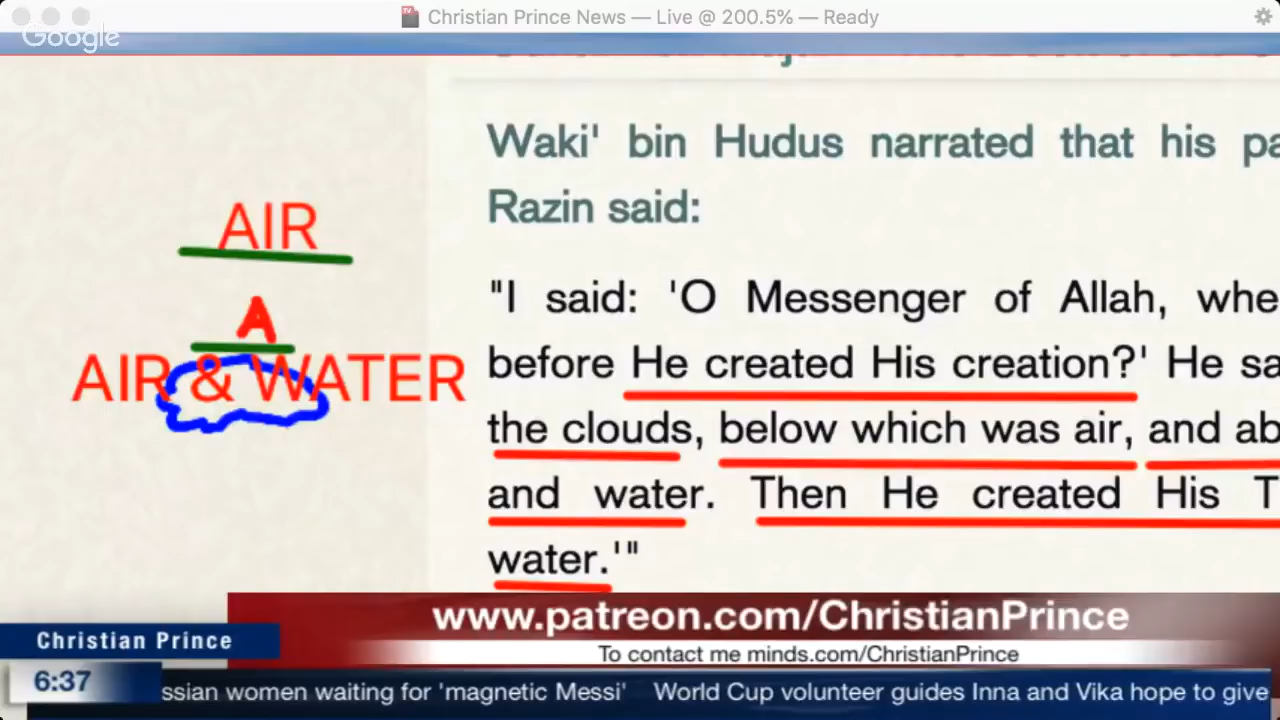 Christian Prince News — Live @ 200.5% — Ready
Google
Waki' bin Hudus narrated that his pa
Razin said:
AIR
"I said: 'O Messenger of Allah, whe
A
before He created His creation?' He sa
AIR & WATER
the clouds, below which was air, and ab
and water. Then He created His T
water.'"
www.patreon.com/ChristianPrince
Christian Prince
To contact me minds.com/ChristianPrince
6:37
ssian women waiting for 'magnetic Messi' World Cup volunteer guides Inna and Vika hope to give